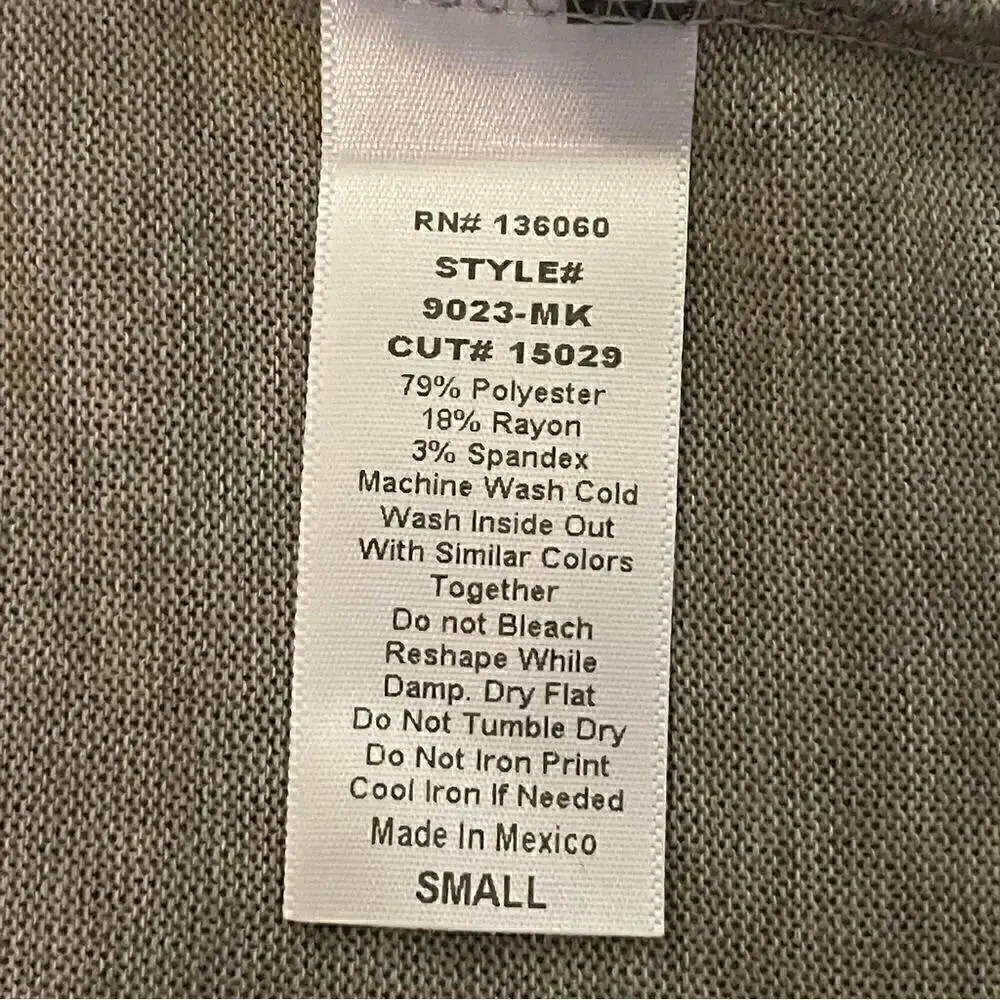 RN# 136060
STYLE#
9023-MK
CUT# 15029
79% Polyester
18% Rayon
3% Spandex
Machine Wash Cold
Wash Inside Out
With Similar Colors
Together
Do not Bleach
Reshape While
Damp. Dry Flat
Do Not Tumble Dry
Do Not Iron Print
Cool Iron If Needed
Made In Mexico
SMALL